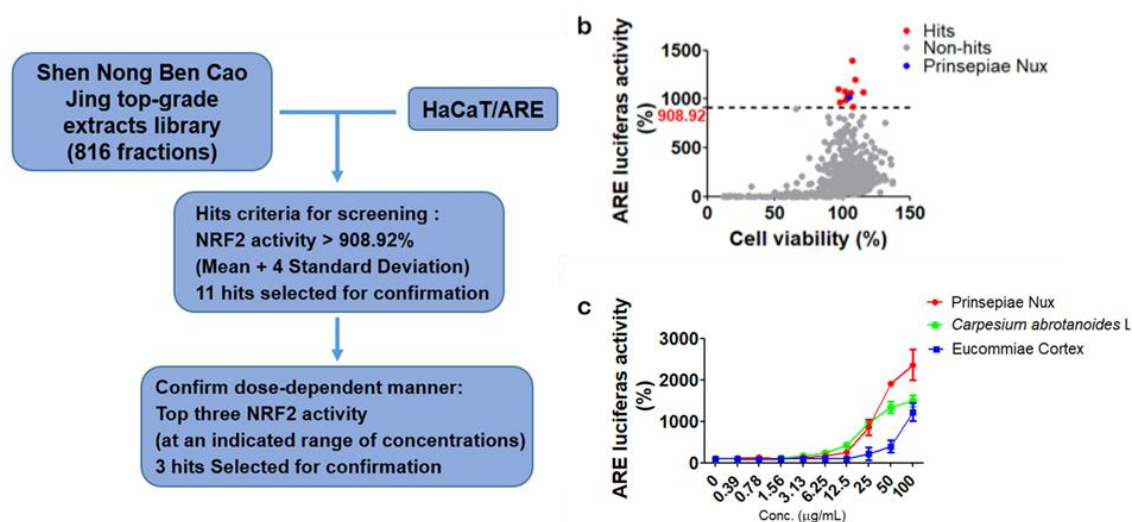 Shen Nong Ben Cao
Jing top-grade
extracts library
(816 fractions)
HaCaT/ARE
Hits criteria for screening :
NRF2 activity > 908.92%
(Mean + 4 Standard Deviation)
11 hits selected for confirmation
Confirm dose-dependent manner:
Top three NRF2 activity
(at an indicated range of concentrations)
3 hits Selected for confirmation
b
ARE luciferas activity
(%)
1500
1000
908.92
500
0
0 50 100 150
Cell viability (%)
Hits
Non-hits
Prinsepiae Nux
c
ARE luciferas activity
(%)
3000
2000
1000
0
0 0.39 0.78 1.56 3.13 6.25 12.5 25 50 100
Conc. (μg/mL)
Prinsepiae Nux
Carpesium abrotanoides L
Eucommiae Cortex